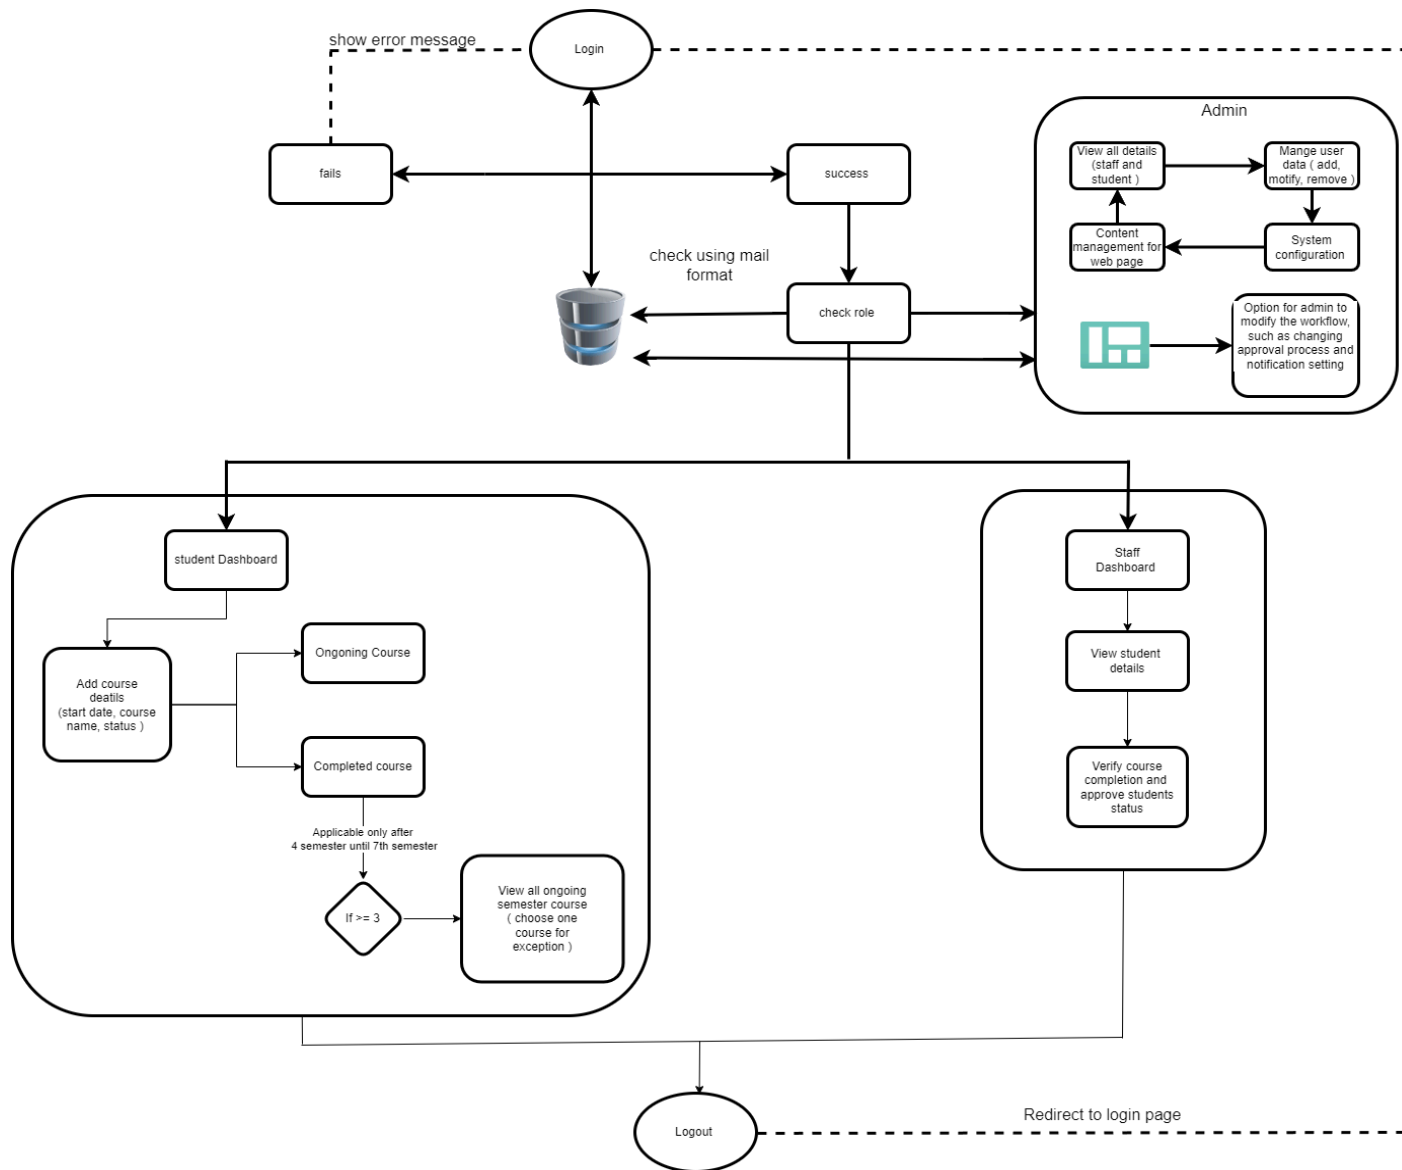 show error message
Login
Admin
fails
success
View all details
(staff and
student )
Mange user
data ( add,
motify, remove )
Content
management for
web page
System
configuration
check using mail
format
check role
Option for admin to
modify the workflow,
such as changing
approval process and
notification setting
student Dashboard
Staff
Dashboard
Ongoning Course
View student
details
Add course
deatils
(start date, course
name, status )
Completed course
Verify course
completion and
approve students
status
Applicable only after
4 semester until 7th semester
If >= 3
View all ongoing
semester course
( choose one
course for
exception )
Logout
Redirect to login page